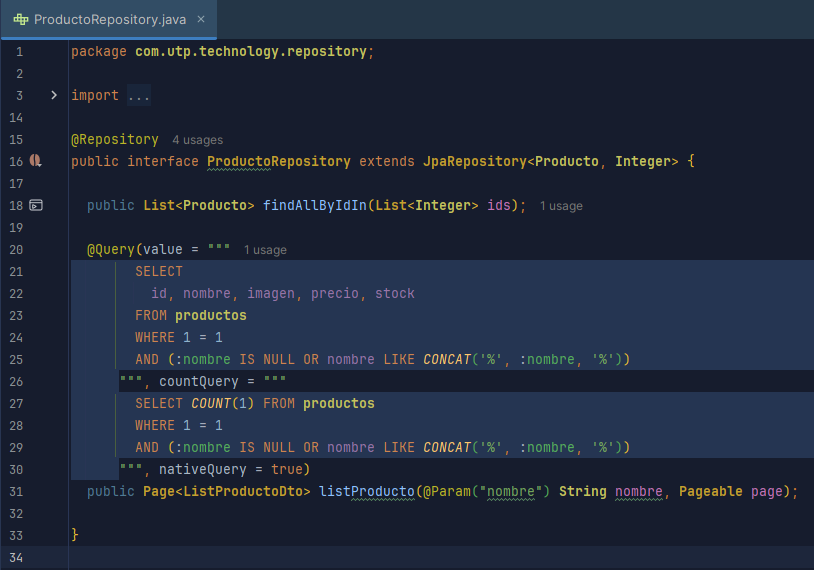 ProductoRepository.java ×
1 package com.utp.technology.repository;
2
3 import ...
14
15 @Repository 4 usages
16 public interface ProductoRepository extends JpaRepository<Producto, Integer> {
17
18 public List<Producto> findAllByIdIn(List<Integer> ids); 1 usage
19
20 @Query(value = """ 1 usage
21 SELECT
22 id, nombre, imagen, precio, stock
23 FROM productos
24 WHERE 1 = 1
25 AND (:nombre IS NULL OR nombre LIKE CONCAT('%', :nombre, '%'))
26 """, countQuery = """
27 SELECT COUNT(1) FROM productos
28 WHERE 1 = 1
29 AND (:nombre IS NULL OR nombre LIKE CONCAT('%', :nombre, '%'))
30 """, nativeQuery = true)
31 public Page<ListProductoDto> listProducto(@Param("nombre") String nombre, Pageable page);
32
33 }
34